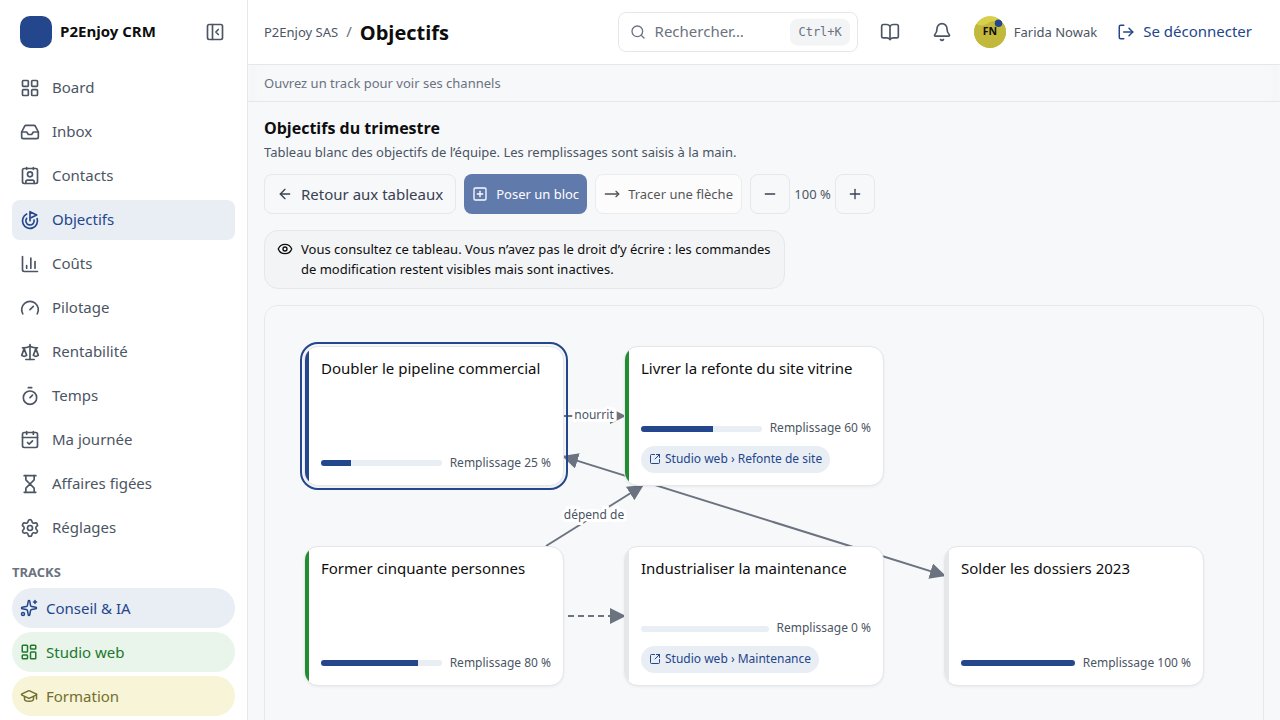 P2Enjoy CRM
P2Enjoy SAS / Objectifs
Rechercher...
Ctrl+K
FN
Farida Nowak
Se déconnecter
Board
Inbox
Contacts
Objectifs
Coûts
Pilotage
Rentabilité
Temps
Ma journée
Affaires figées
Réglages
TRACKS
Conseil & IA
Studio web
Formation
Ouvrez un track pour voir ses channels
Objectifs du trimestre
Tableau blanc des objectifs de l’équipe. Les remplissages sont saisis à la main.
Retour aux tableaux
Poser un bloc
Tracer une flèche
100 %
Vous consultez ce tableau. Vous n’avez pas le droit d’y écrire : les commandes
de modification restent visibles mais sont inactives.
Doubler le pipeline commercial
Remplissage 25 %
nourrit
Livrer la refonte du site vitrine
Remplissage 60 %
Studio web › Refonte de site
dépend de
Former cinquante personnes
Remplissage 80 %
Industrialiser la maintenance
Remplissage 0 %
Studio web › Maintenance
Solder les dossiers 2023
Remplissage 100 %